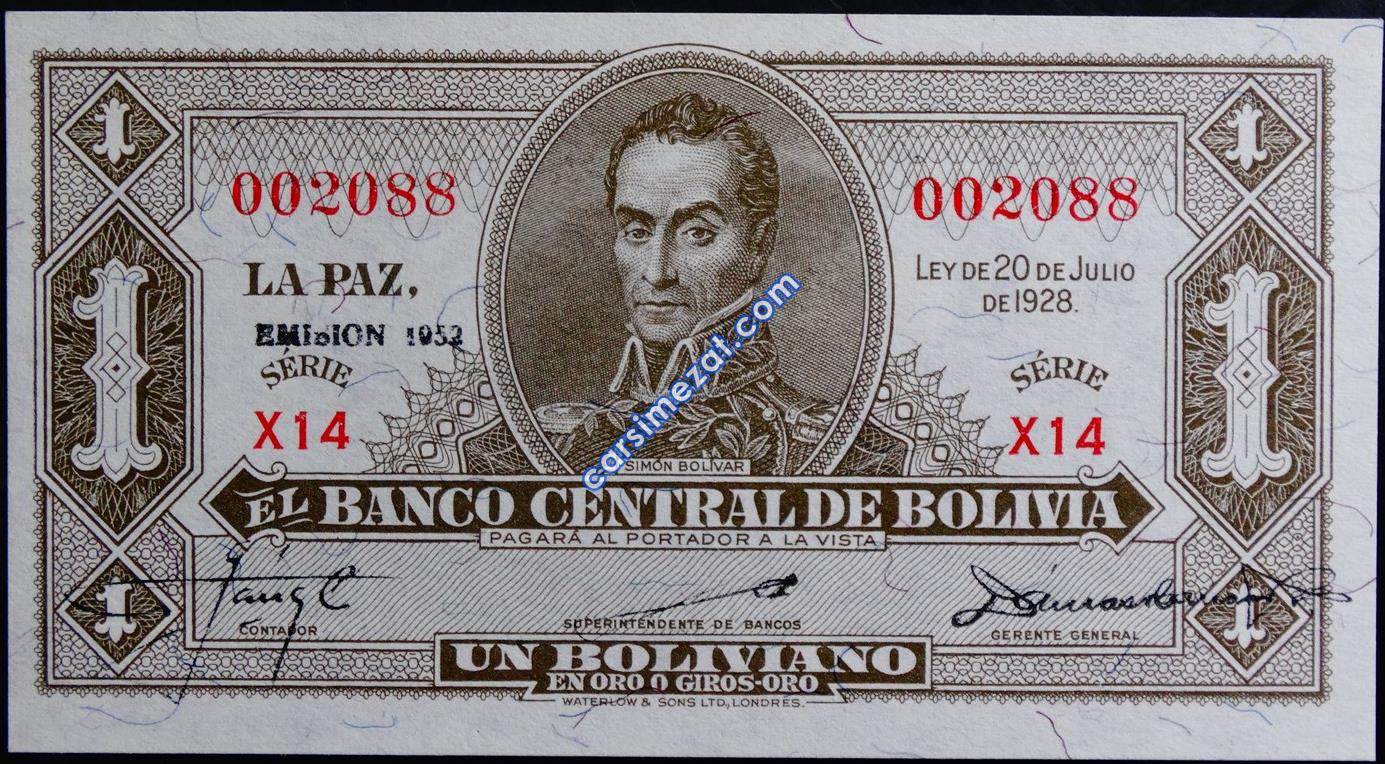 1
1
002088
002088
LA PAZ,
LEY DE 20 DE JULIO
DE 1928.
EMISION 1952
SÉRIE
SÉRIE
1
1
X14
X14
carsimezat.com
SIMÓN BOLÍVAR
EL BANCO CENTRAL DE BOLIVIA
PAGARÁ AL PORTADOR A LA VISTA
1
1
CONTADOR
SUPERINTENDENTE DE BANCOS
GERENTE GENERAL
UN BOLIVIANO
EN ORO O GIROS-ORO
WATERLOW & SONS LTD, LONDRES.